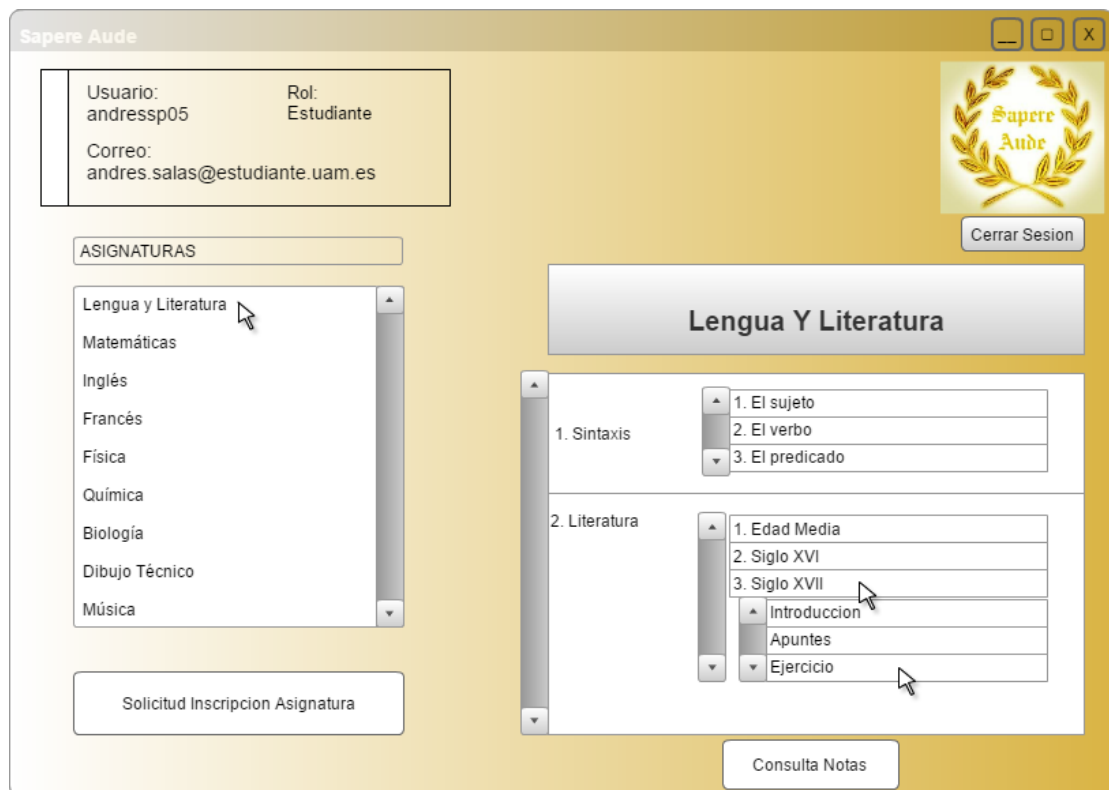 Sapere Aude
__ □ X
Usuario:
andressp05
Rol:
Estudiante
Correo:
andres.salas@estudiante.uam.es
Sapere
Aude
Cerrar Sesion
ASIGNATURAS
Lengua y Literatura
Matemáticas
Inglés
Francés
Física
Química
Biología
Dibujo Técnico
Música
Solicitud Inscripcion Asignatura
Lengua Y Literatura
1. Sintaxis
1. El sujeto
2. El verbo
3. El predicado
2. Literatura
1. Edad Media
2. Siglo XVI
3. Siglo XVII
Introduccion
Apuntes
Ejercicio
Consulta Notas